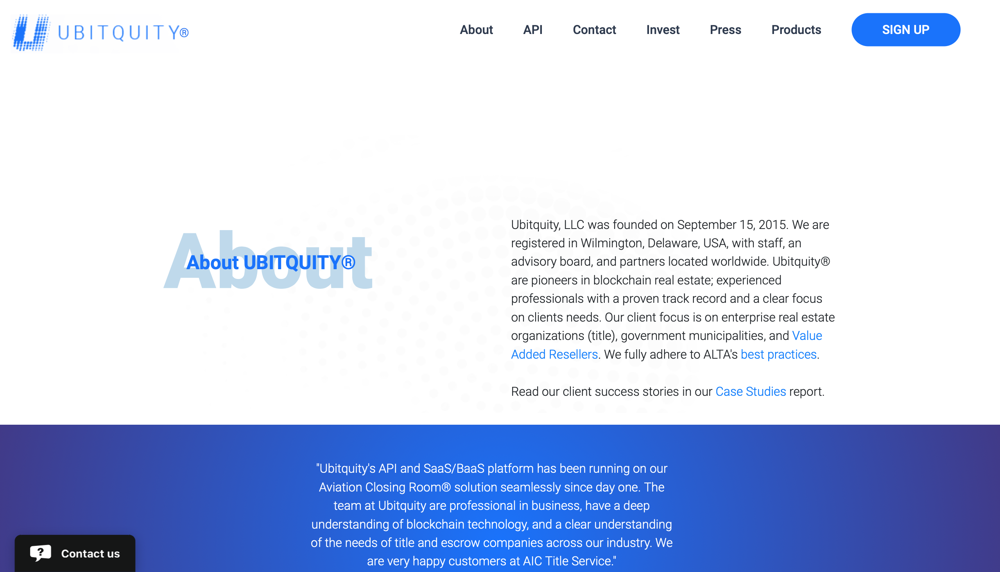 UBITQUITY®
About API Contact Invest Press Products SIGN UP
About
About UBITQUITY®
Ubitquity, LLC was founded on September 15, 2015. We are
registered in Wilmington, Delaware, USA, with staff, an
advisory board, and partners located worldwide. Ubitquity®
are pioneers in blockchain real estate; experienced
professionals with a proven track record and a clear focus
on clients needs. Our client focus is on enterprise real estate
organizations (title), government municipalities, and Value
Added Resellers. We fully adhere to ALTA's best practices.
Read our client success stories in our Case Studies report.
"Ubitquity's API and SaaS/BaaS platform has been running on our
Aviation Closing Room® solution seamlessly since day one. The
team at Ubitquity are professional in business, have a deep
understanding of blockchain technology, and a clear understanding
of the needs of title and escrow companies across our industry. We
are very happy customers at AIC Title Service."
Contact us